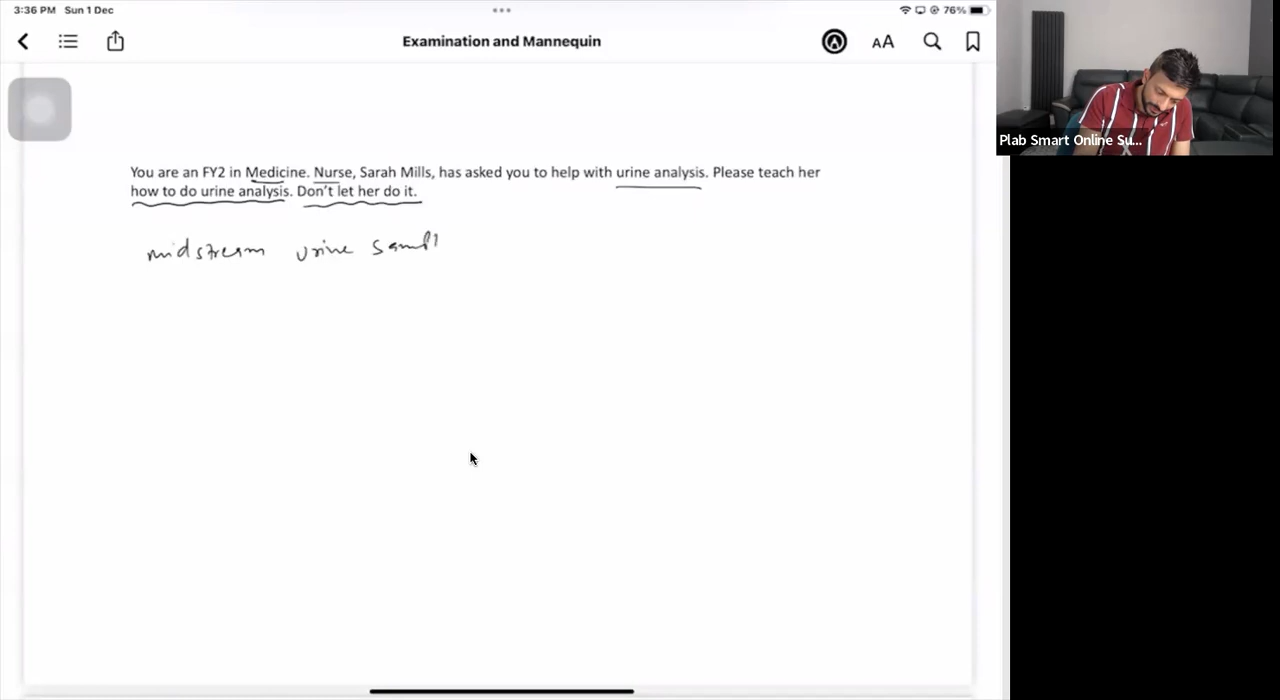 3:36 PM Sun 1 Dec
76%
Examination and Mannequin
AA
Plab Smart Online Su...
You are an FY2 in Medicine. Nurse, Sarah Mills, has asked you to help with urine analysis. Please teach her
how to do urine analysis. Don't let her do it.
midstream urine sampl